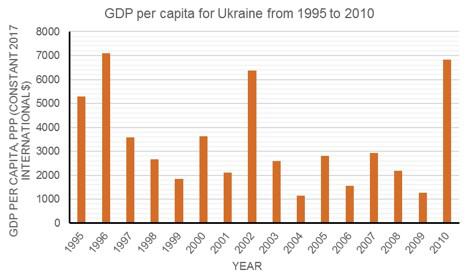 GDP per capita for Ukraine from 1995 to 2010
GDP PER CAPITA, PPP (CONSTANT 2017
INTERNATIONAL$)
8000
7000
6000
5000
4000
3000
2000
1000
0
1995 1996 1997 1998 1999 2000 2001 2002 2003 2004 2005 2006 2007 2008 2009 2010
YEAR